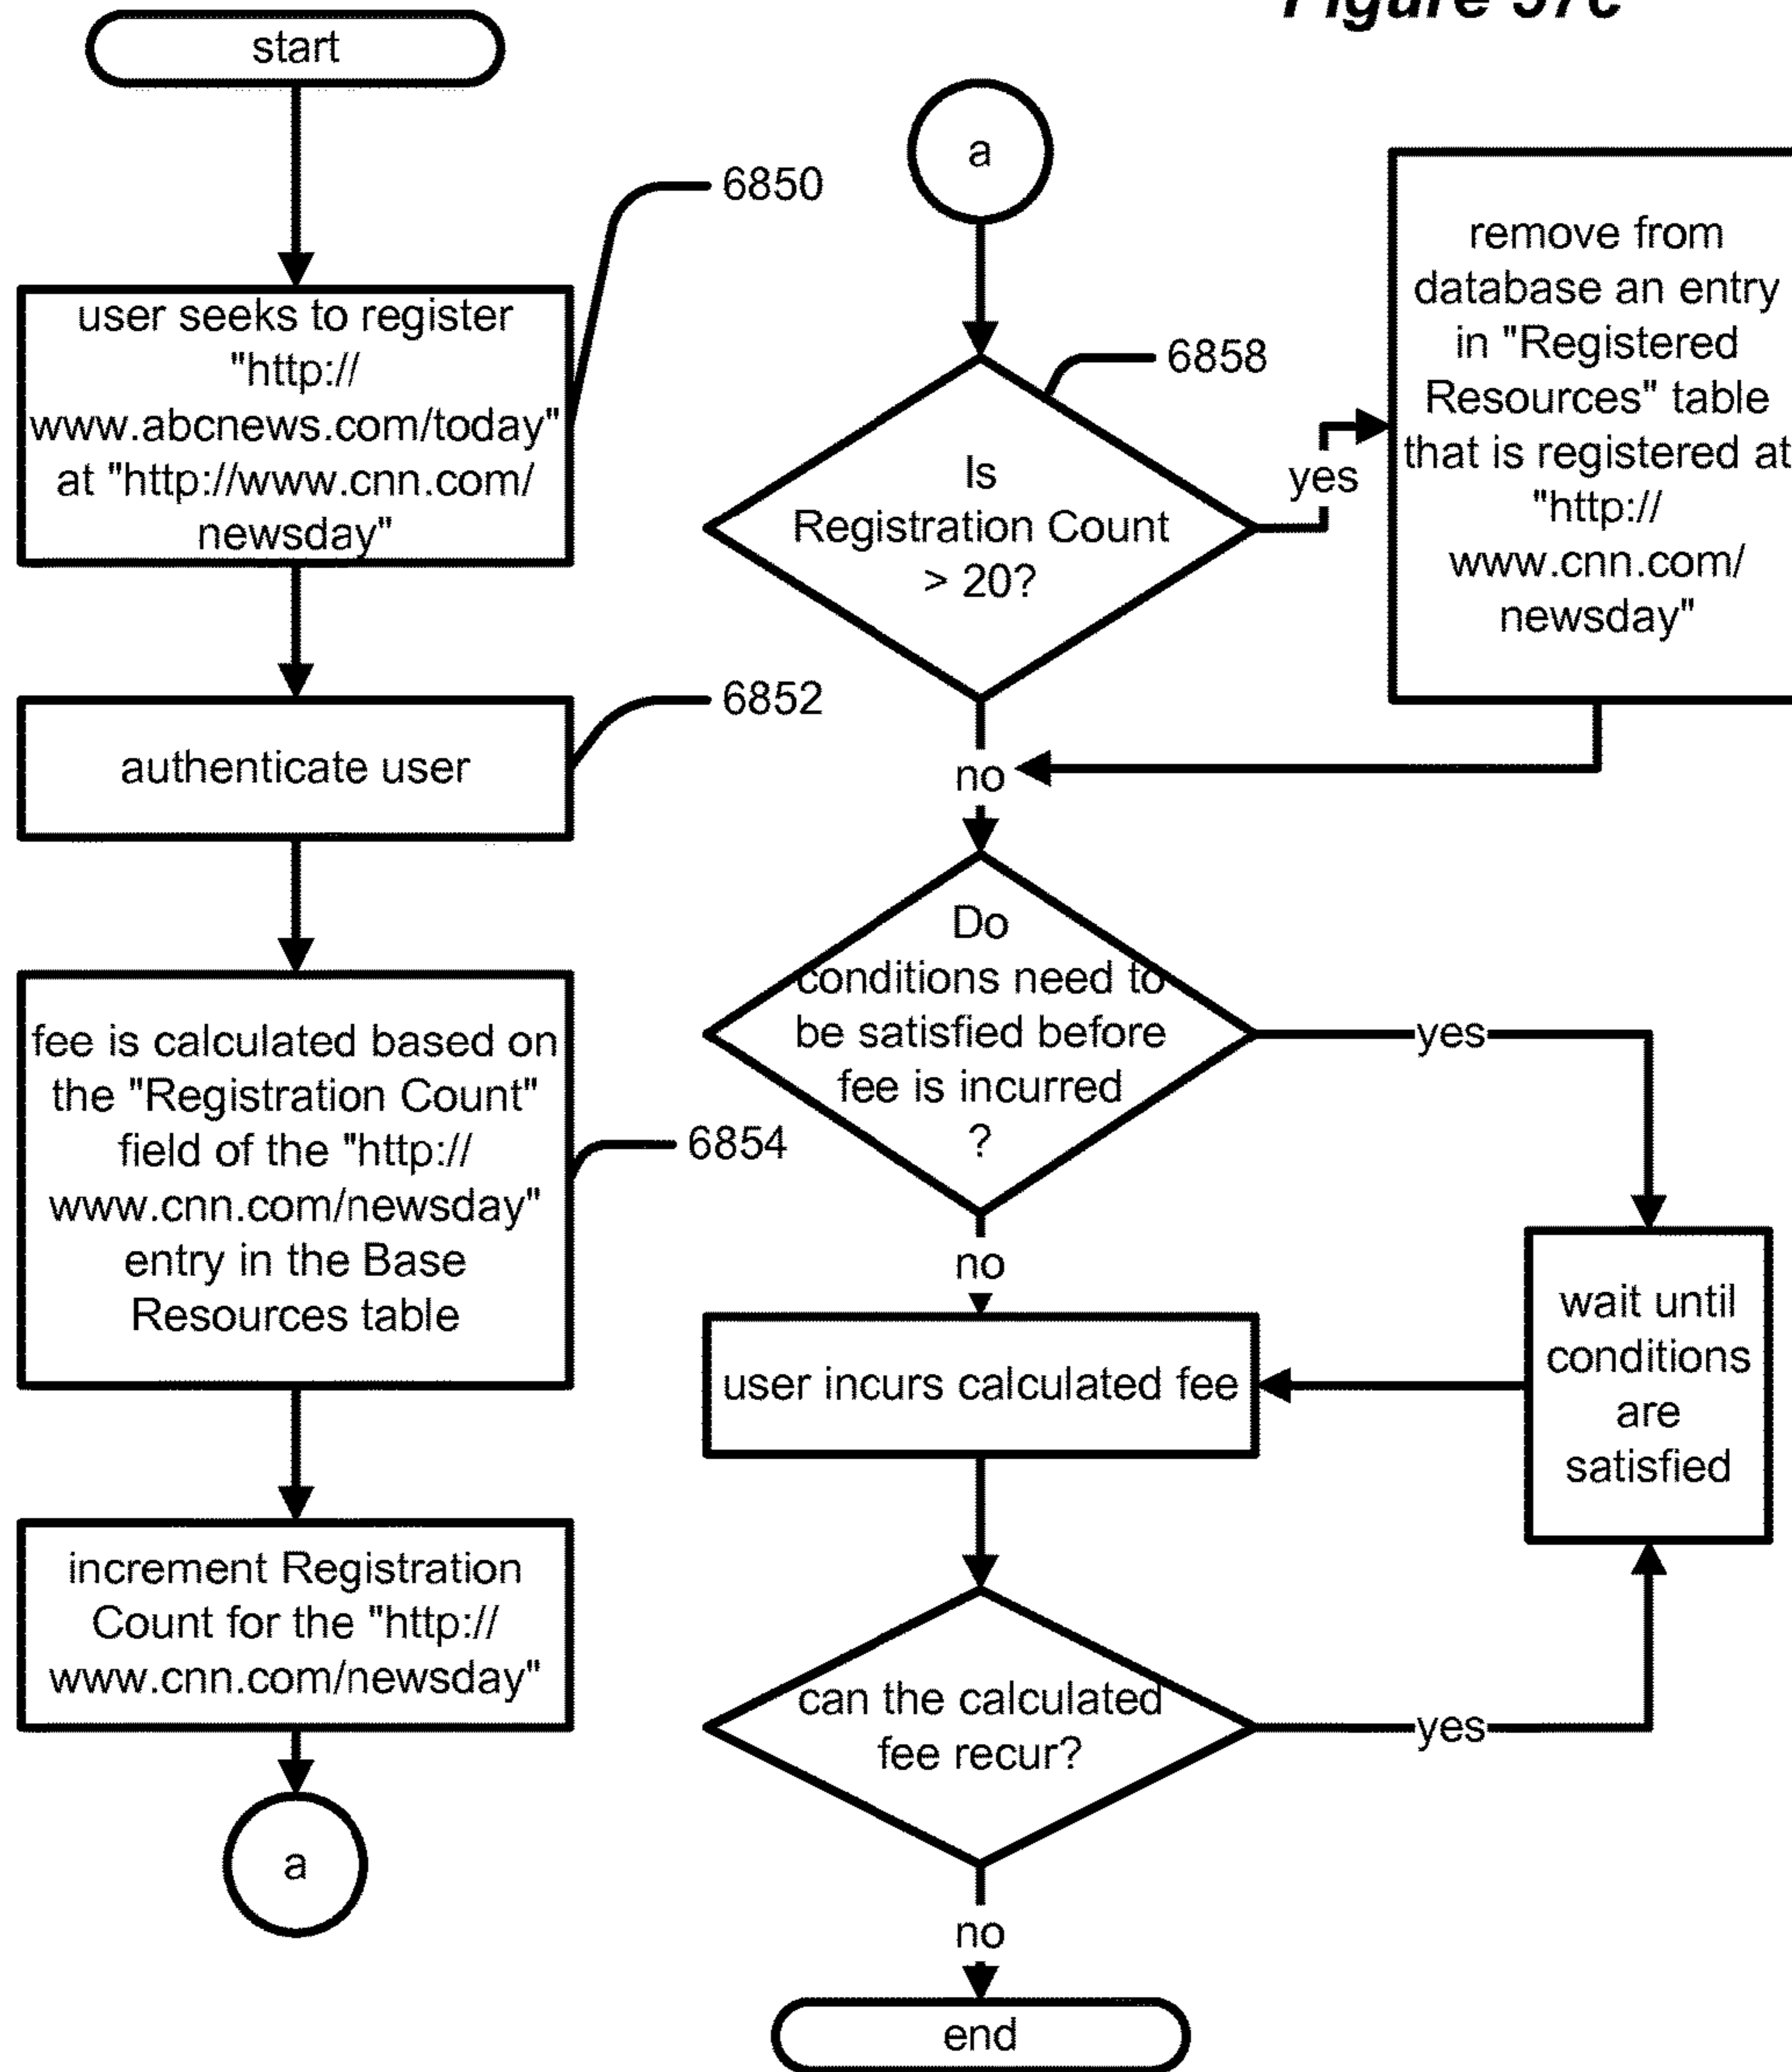 Figure 37c
start
6850
user seeks to register
"http://
www.abcnews.com/today"
at "http://www.cnn.com/
newsday"
6852
authenticate user
fee is calculated based on
the "Registration Count"
field of the "http://
www.cnn.com/newsday"
entry in the Base
Resources table
6854
increment Registration
Count for the "http://
www.cnn.com/newsday"
a
a
6858
Is
Registration Count
> 20?
yes
remove from
database an entry
in "Registered
Resources" table
that is registered at
"http://
www.cnn.com/
newsday"
no
Do
conditions need to
be satisfied before
fee is incurred
?
yes
no
wait until
conditions
are
satisfied
user incurs calculated fee
can the calculated
fee recur?
yes
no
end